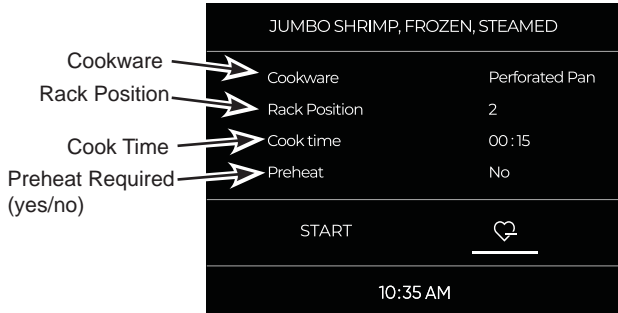 JUMBO SHRIMP, FROZEN, STEAMED
Cookware
Cookware Perforated Pan
Rack Position
Rack Position 2
Cook Time
Cook time 00:15
Preheat Required
(yes/no)
Preheat No
START
10:35 AM